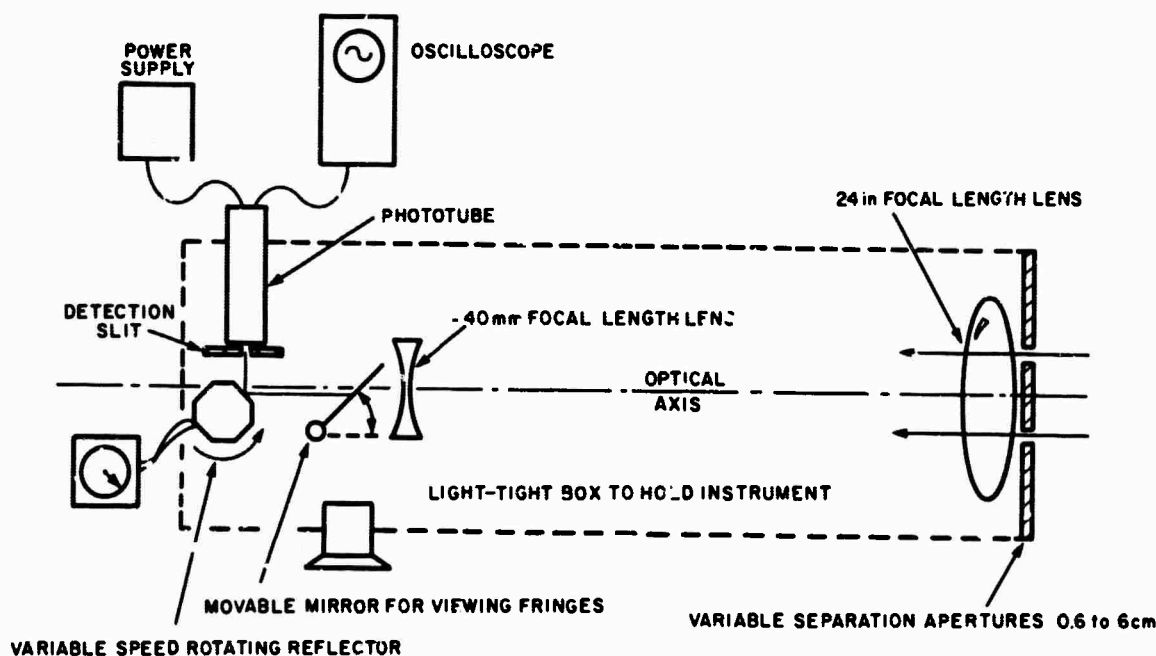 POWER
SUPPLY
OSCILLOSCOPE
24 in FOCAL LENGTH LENS
PHOTOTUBE
DETECTION
SLIT
-40mm FOCAL LENGTH LENS
OPTICAL
AXIS
LIGHT-TIGHT BOX TO HOLD INSTRUMENT
MOVABLE MIRROR FOR VIEWING FRINGES
VARIABLE SEPARATION APERTURES 0.6 to 6cm
VARIABLE SPEED ROTATING REFLECTOR